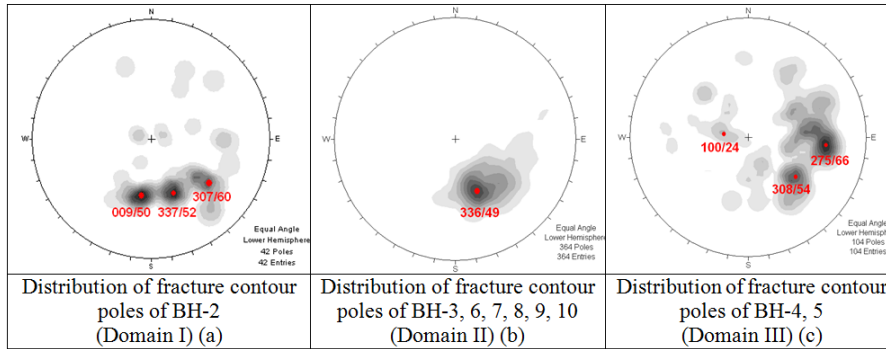 N
W
E
S
009/50
337/52
307/60
Equal Angle
Lower Hemisphere
42 Poles
42 Entries
N
W
E
S
336/49
Equal Angle
Lower Hemisphere
364 Poles
364 Entries
N
W
E
S
100/24
275/66
308/54
Equal Angle
Lower Hemisphere
104 Poles
104 Entries
Distribution of fracture contour
poles of BH-2
(Domain I) (a)
Distribution of fracture contour
poles of BH-3, 6, 7, 8, 9, 10
(Domain II) (b)
Distribution of fracture contour
poles of BH-4, 5
(Domain III) (c)